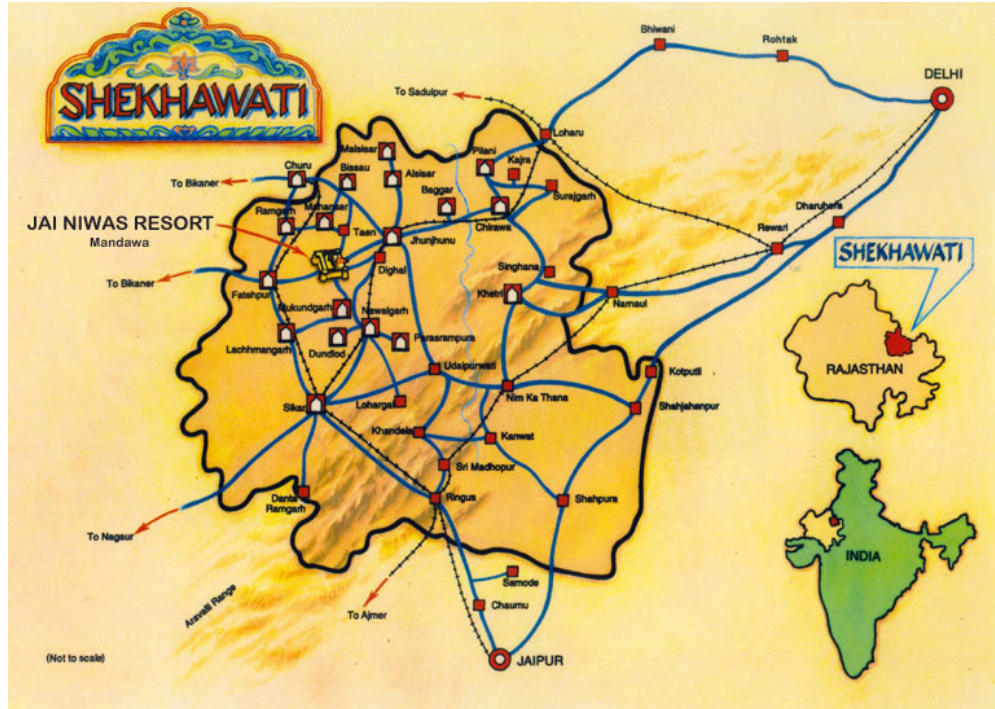 SHEKHAWATI
Bhiwani
Rohtak
DELHI
To Sadulpur
Loharu
Malsisar
Pilani
Kajra
Churu
Bissau
Alsisar
Baggar
Surajgarh
To Bikaner
Ramgarh
Mahansar
Chirawa
Dharuhera
JAI NIWAS RESORT
Mandawa
Taen
Jhunjhunu
Rewari
SHEKHAWATI
Dighal
Singhana
To Bikaner
Fatehpur
Khetri
Narnaul
Mukundgarh
Nawalgarh
Lachhmangarh
Dundlod
Parasrampura
Udaipurwati
Kotputli
RAJASTHAN
Nim Ka Thana
Sikar
Lohargal
Shahjahanpur
Khandela
Kanwat
Sri Madhopur
Danta
Ramgarh
Ringus
Shahpura
To Nagaur
INDIA
Samode
Aravalli Range
To Ajmer
Chaumu
(Not to scale)
JAIPUR